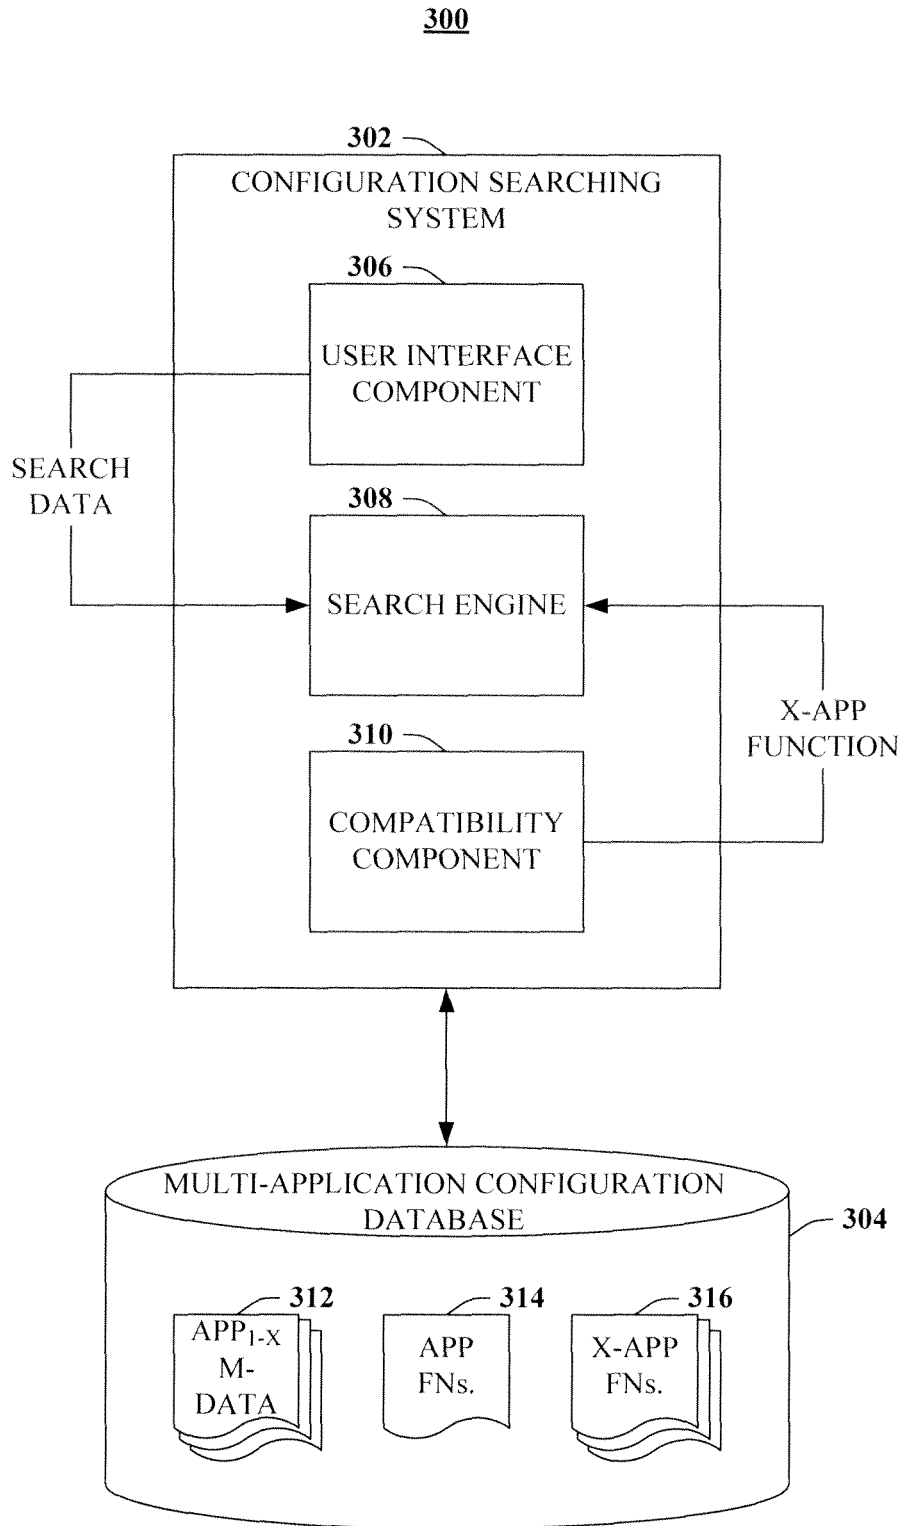 300
302
CONFIGURATION SEARCHING
SYSTEM
306
USER INTERFACE
COMPONENT
SEARCH
DATA
308
SEARCH ENGINE
X-APP
FUNCTION
310
COMPATIBILITY
COMPONENT
MULTI-APPLICATION CONFIGURATION
DATABASE
304
312
APP1-X
M-
DATA
314
APP
FNs.
316
X-APP
FNs.